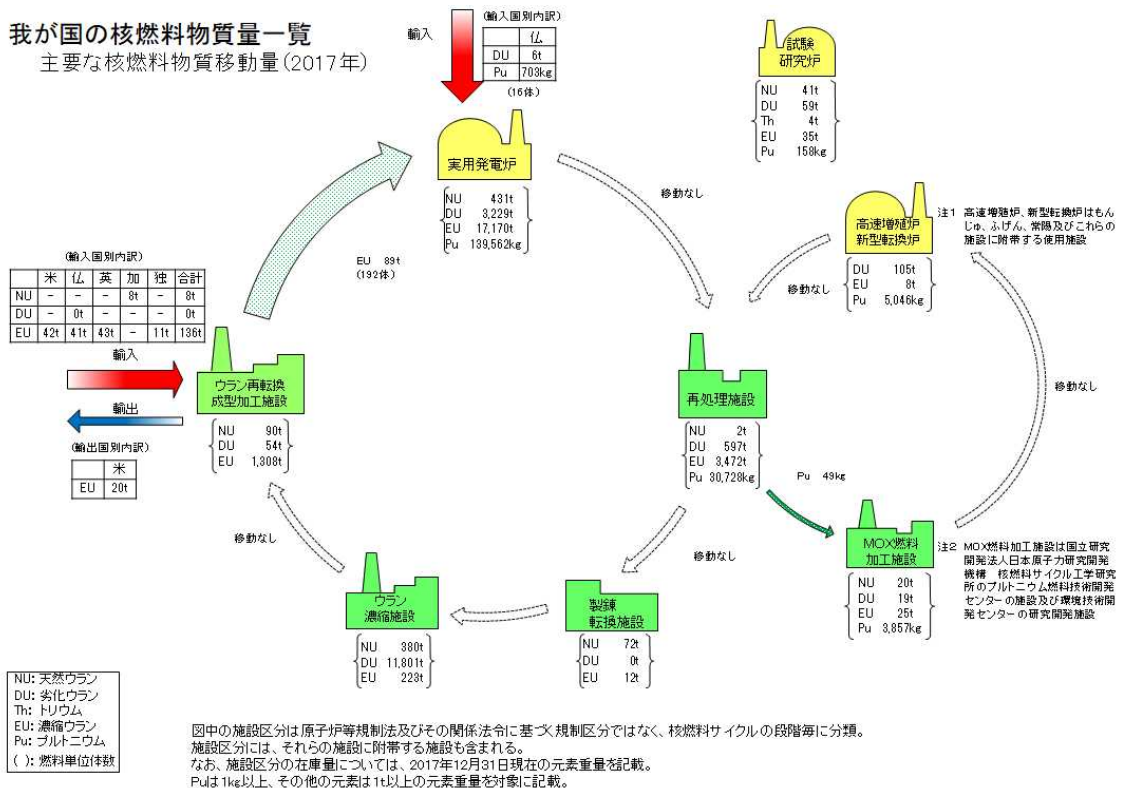 我が国の核燃料物質量一覧
主要な核燃料物質移動量(2017年)
輸入
(輸入国別内訳)
仏
DU 6t
Pu 703kg
(16体)
試験
研究炉
NU 41t
DU 59t
Th 4t
EU 35t
Pu 158kg
実用発電炉
NU 431t
DU 3,229t
EU 17,170t
Pu 139,562kg
移動なし
高速増殖炉
新型転換炉
DU 105t
EU 8t
Pu 5,046kg
注1 高速増殖炉、新型転換炉はもん
じゅ、ふげん、常陽及びこれらの
施設に附帯する使用施設
移動なし
EU 89t
(192体)
(輸入国別内訳)
米 仏 英 加 独 合計
NU - - - 8t - 8t
DU - 0t - - - 0t
EU 42t 41t 43t - 11t 136t
輸入
輸出
(輸出国別内訳)
米
EU 20t
ウラン再転換
成型加工施設
NU 90t
DU 54t
EU 1,308t
再処理施設
NU 2t
DU 597t
EU 3,472t
Pu 30,728kg
移動なし
Pu 49kg
MOX燃料
加工施設
NU 20t
DU 19t
EU 25t
Pu 3,857kg
注2 MOX燃料加工施設は国立研究
開発法人日本原子力研究開発
機構 核燃料サイクル工学研究
所のプルトニウム燃料技術開発
センターの施設及び環境技術開
発センターの研究開発施設
移動なし
移動なし
ウラン
濃縮施設
NU 380t
DU 11,801t
EU 223t
製錬
転換施設
NU 72t
DU 0t
EU 12t
NU: 天然ウラン
DU: 劣化ウラン
Th: トリウム
EU: 濃縮ウラン
Pu: プルトニウム
( ): 燃料単位体数
図中の施設区分は原子炉等規制法及びその関係法令に基づく規制区分ではなく、核燃料サイクルの段階毎に分類。
施設区分には、それらの施設に附帯する施設も含まれる。
なお、施設区分の在庫量については、2017年12月31日現在の元素重量を記載。
Puは1kg以上、その他の元素は1t以上の元素重量を対象に記載。